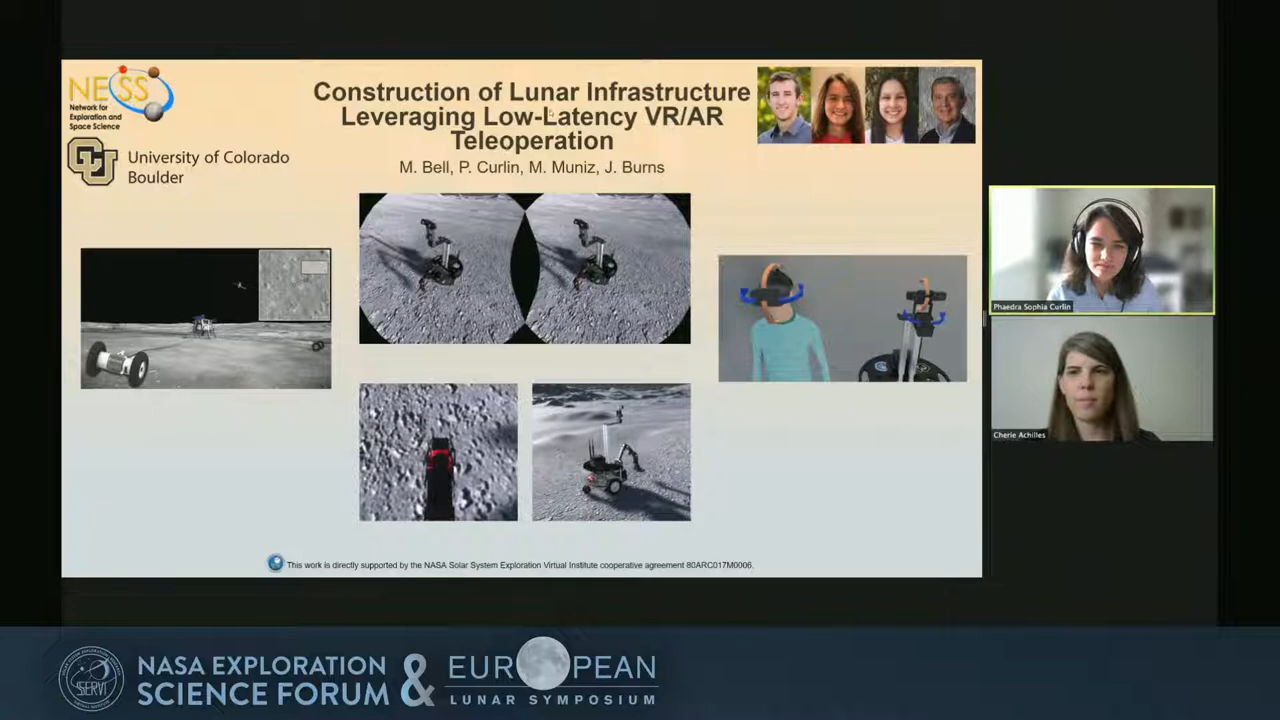 NESS
Network for
Exploration and
Space Science
University of Colorado
Boulder
Construction of Lunar Infrastructure
Leveraging Low-Latency VR/AR
Teleoperation
M. Bell, P. Curlin, M. Muniz, J. Burns
This work is directly supported by the NASA Solar System Exploration Virtual Institute cooperative agreement 80ARC017M0006.
Phaedra Sophia Curlin
Cherie Achilles
SSERVI
NASA EXPLORATION
SCIENCE FORUM
&
EUROPEAN
LUNAR SYMPOSIUM